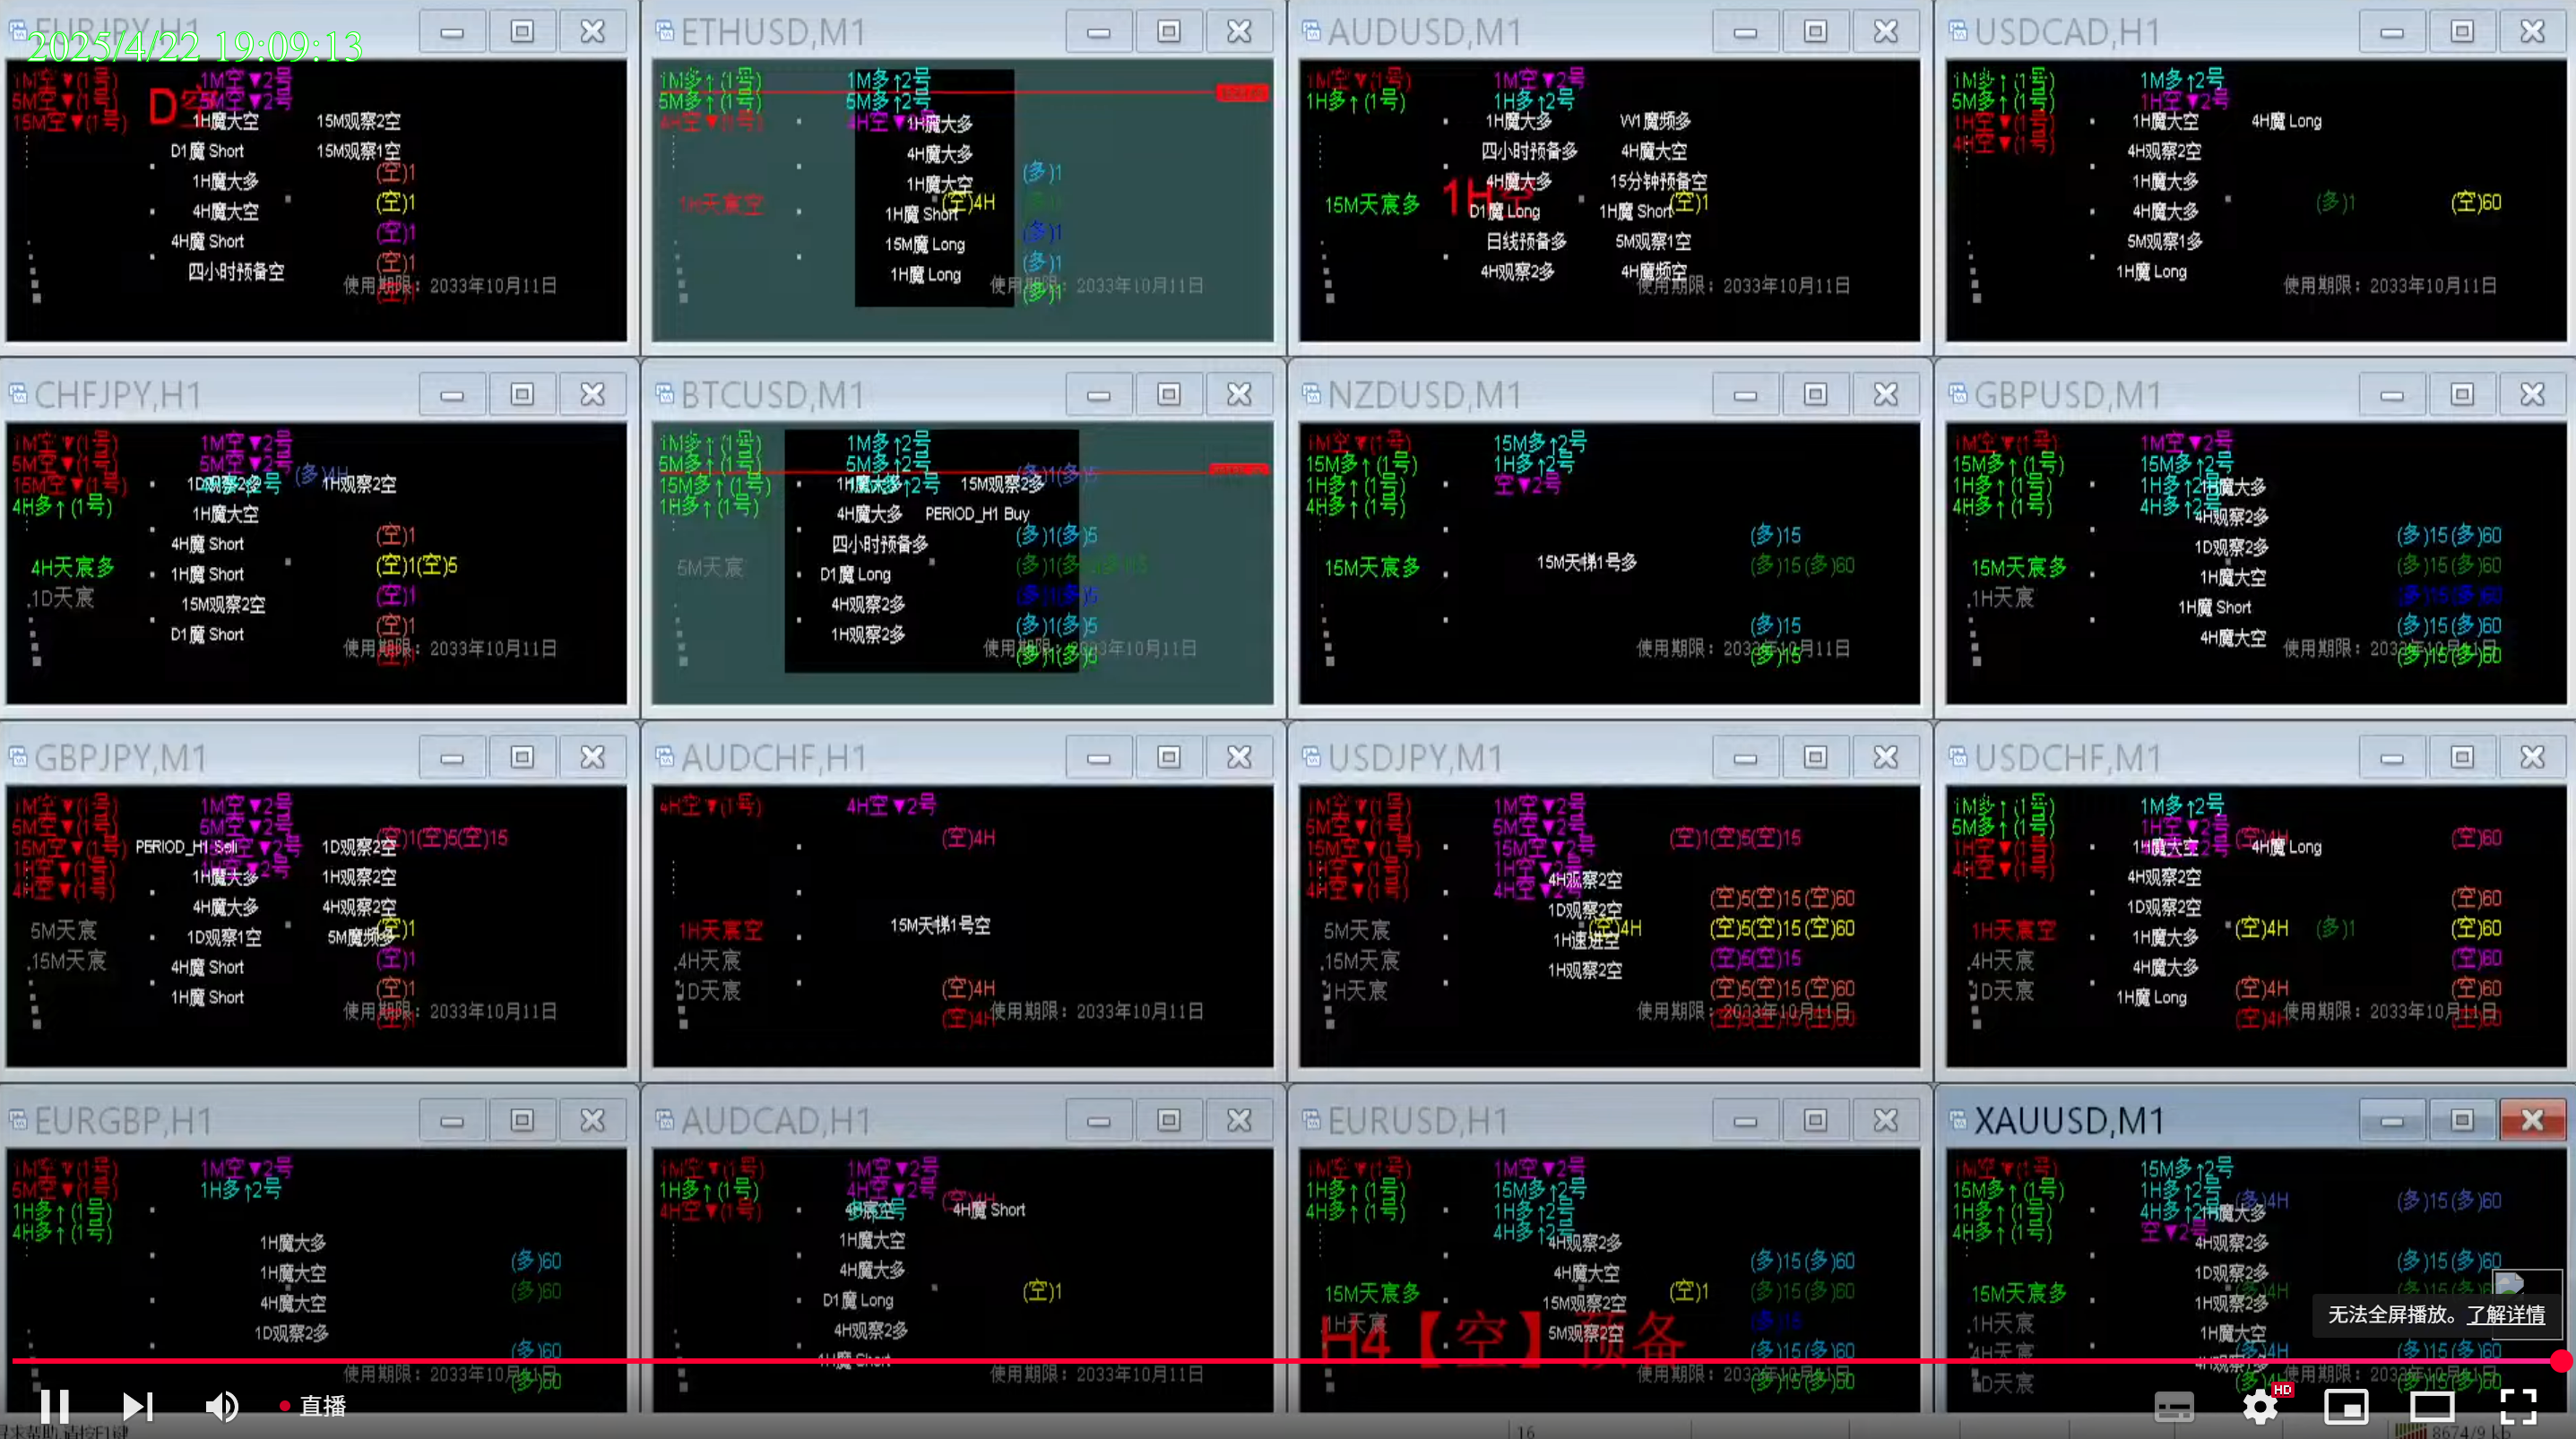 EURJPY,H1
2025/4/22 19:09:13
1M空▼(1号) 1M空▼2号
5M空▼(1号) 5M空▼2号
15M空▼(1号) D空
1H魔大空 15M观察2空
D1魔 Short 15M观察1空
(空)1
1H魔大多
(空)1
4H魔大空
(空)1
4H魔 Short
(空)1
四小时预备空
使用期限：2033年10月11日
ETHUSD,M1
1M多↑(1号) 1M多↑2号
5M多↑(1号) 5M多↑2号
4H空▼(1号)
1H魔大多
4H魔大多
(多)1
1H魔大空
1H天宸空 (空)4H
1H魔 Short
(多)1
15M魔 Long
(多)1
1H魔 Long
(多)1
使用期限：2033年10月11日
AUDUSD,M1
1M空▼(1号) 1M空▼2号
1H多↑(1号) 1H多↑2号
1H魔大多 W1魔频多
四小时预备多 4H魔大空
4H魔大多 15分钟预备空
15M天宸多 1H空 (空)1
D1魔 Long 1H魔 Short
日线预备多 5M观察1空
4H观察2多 4H魔频空
使用期限：2033年10月11日
USDCAD,H1
1M多↑(1号) 1M多↑2号
5M多↑(1号) 1H空▼2号
1H空▼(1号)
4H空▼(1号)
1H魔大空 4H魔 Long
4H观察2空
1H魔大多
(多)1 (空)60
4H魔大多
5M观察1多
1H魔 Long
使用期限：2033年10月11日
CHFJPY,H1
1M空▼(1号) 1M空▼2号
5M空▼(1号) 5M空▼2号
15M空▼(1号) (多)4H
4H多↑(1号)
1D观察2多 1H观察2空
1H魔大空
(空)1
4H魔 Short
4H天宸多 (空)1(空)5
1H魔 Short
.1D天宸 (空)1
15M观察2空
(空)1
D1魔 Short
使用期限：2033年10月11日
BTCUSD,M1
1M多↑(1号) 1M多↑2号
5M多↑(1号) 5M多↑2号
15M多↑(1号) (多)1(多)5
1H多↑(1号)
1H魔大多 15M观察2多
4H魔大多 PERIOD_H1 Buy
四小时预备多 (多)1(多)5
5M天宸
D1魔 Long
4H观察2多 (多)1(多)5
1H观察2多 (多)1(多)5
(多)1(多)5
使用期限：2033年10月11日
NZDUSD,M1
1M空▼(1号) 15M多↑2号
15M多↑(1号) 1H多↑2号
1H多↑(1号) 空▼2号
4H多↑(1号)
(多)15
15M天宸多 15M天梯1号多 (多)15(多)60
(多)15
使用期限：2033年10月11日
(多)15
GBPUSD,M1
1M空▼(1号) 1M空▼2号
15M多↑(1号) 15M多↑2号
1H多↑(1号) 1H多↑2号
4H多↑(1号) 4H多↑2号
1H魔大多
4H观察2多
(多)15(多)60
1D观察2多
15M天宸多 (多)15(多)60
1H魔大空
.1H天宸 (多)15(多)60
1H魔 Short
(多)15(多)60
4H魔大空
使用期限：2033年10月11日
(多)15(多)60
GBPJPY,M1
1M空▼(1号) 1M空▼2号
5M空▼(1号) 5M空▼2号
15M空▼(1号) 15M空▼2号
1H空▼(1号) 1H空▼2号
4H空▼(1号)
(空)1(空)5(空)15
PERIOD_H1 Sell 1D观察2空
1H魔大多 1H观察2空
4H魔大多 4H观察2空
5M天宸 (空)1
1D观察1空 5M魔频多
.15M天宸 (空)1
4H魔 Short
(空)1
1H魔 Short
使用期限：2033年10月11日
AUDCHF,H1
4H空▼(1号) 4H空▼2号
(空)4H
1H天宸空 15M天梯1号空
.4H天宸
1D天宸 (空)4H
(空)4H
使用期限：2033年10月11日
USDJPY,M1
1M空▼(1号) 1M空▼2号
5M空▼(1号) 5M空▼2号
15M空▼(1号) 15M空▼2号
1H空▼(1号) 1H空▼2号
4H空▼(1号) 4H空▼2号
(空)1(空)5(空)15
4H观察2空
(空)5(空)15(空)60
1D观察2空
5M天宸 (空)4H (空)5(空)15(空)60
1H速进空
.15M天宸 (空)5(空)15
1H观察2空
1H天宸 (空)5(空)15(空)60
使用期限：2033年10月11日
(空)5(空)15(空)60
USDCHF,M1
1M多↑(1号) 1M多↑2号
5M多↑(1号) 1H空▼2号
1H空▼(1号)
4H空▼(1号)
(空)4H (空)60
1H魔大空 4H魔 Long
4H观察2空
(空)60
1D观察2空
1H天宸空 (空)4H (多)1 (空)60
1H魔大多
.4H天宸 (空)60
4H魔大多
1D天宸 (空)4H (空)60
1H魔 Long
(空)4H (空)60
使用期限：2033年10月11日
EURGBP,H1
1M空▼(1号) 1M空▼2号
5M空▼(1号) 1H多↑2号
1H多↑(1号)
4H多↑(1号)
1H魔大多
(多)60
1H魔大空
(多)60
4H魔大空
1D观察2多
(多)60
使用期限：2033年10月11日
(多)60
AUDCAD,H1
1M空▼(1号) 1M空▼2号
1H多↑(1号) 4H空▼2号
4H空▼(1号) (空)4H
4H魔 Short
1H魔大空
4H魔大多
(空)1
D1魔 Long
4H观察2多
1H魔 Short
使用期限：2033年10月11日
EURUSD,H1
1M空▼(1号) 1M空▼2号
1H多↑(1号) 15M多↑2号
4H多↑(1号) 1H多↑2号
4H多↑2号
4H观察2多
(多)15(多)60
4H魔大空
15M天宸多 (空)1 (多)15(多)60
15M观察2空
1H天宸 (多)15
5M观察2空
H4【空】预备
(多)15(多)60
使用期限：2033年10月11日
(多)15(多)60
XAUUSD,M1
1M空▼(1号) 15M多↑2号
15M多↑(1号) 1H多↑2号
1H多↑(1号) 4H多↑2号
4H多↑(1号) 空▼2号
(多)4H (多)15(多)60
1H魔大多
4H观察2多
(多)15(多)60
1D观察2多
15M天宸多
1H观察2多
.1H天宸
1H魔大空
4H天宸 (多)4H (多)15(多)60
1D天宸
使用期限：2033年10月11日
无法全屏播放。了解详情
直播
HD
16
8674/9 kb